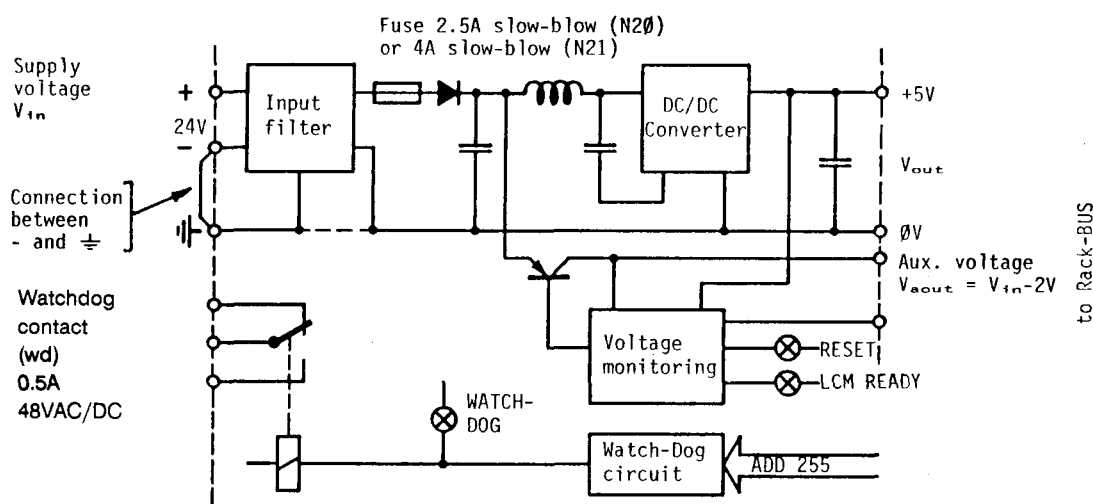 Fuse 2.5A slow-blow (N2Ø)
or 4A slow-blow (N21)
Supply
voltage
Vin
+
24V
-
Input
filter
DC/DC
Converter
+5V
Vout
Connection
between
- and ⏚
ØV
Aux. voltage
Vaout = Vin-2V
to Rack-BUS
Watchdog
contact
(wd)
0.5A
48VAC/DC
Voltage
monitoring
RESET
LCM READY
WATCH-
DOG
Watch-Dog
circuit
ADD 255